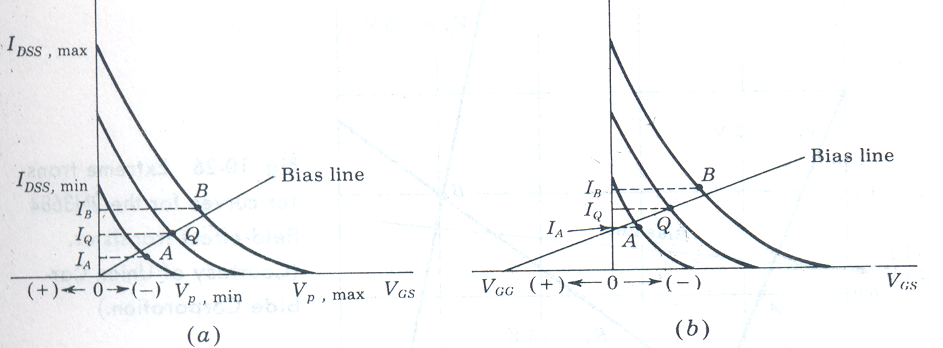 I_DSS, max
I_DSS, min
I_B
I_Q
I_A
B
Q
A
Bias line
(+) 0 (−) V_p, min V_p, max V_GS
(a)
I_B
I_Q
I_A
B
Q
A
Bias line
V_GG (+) 0 (−) V_GS
(b)